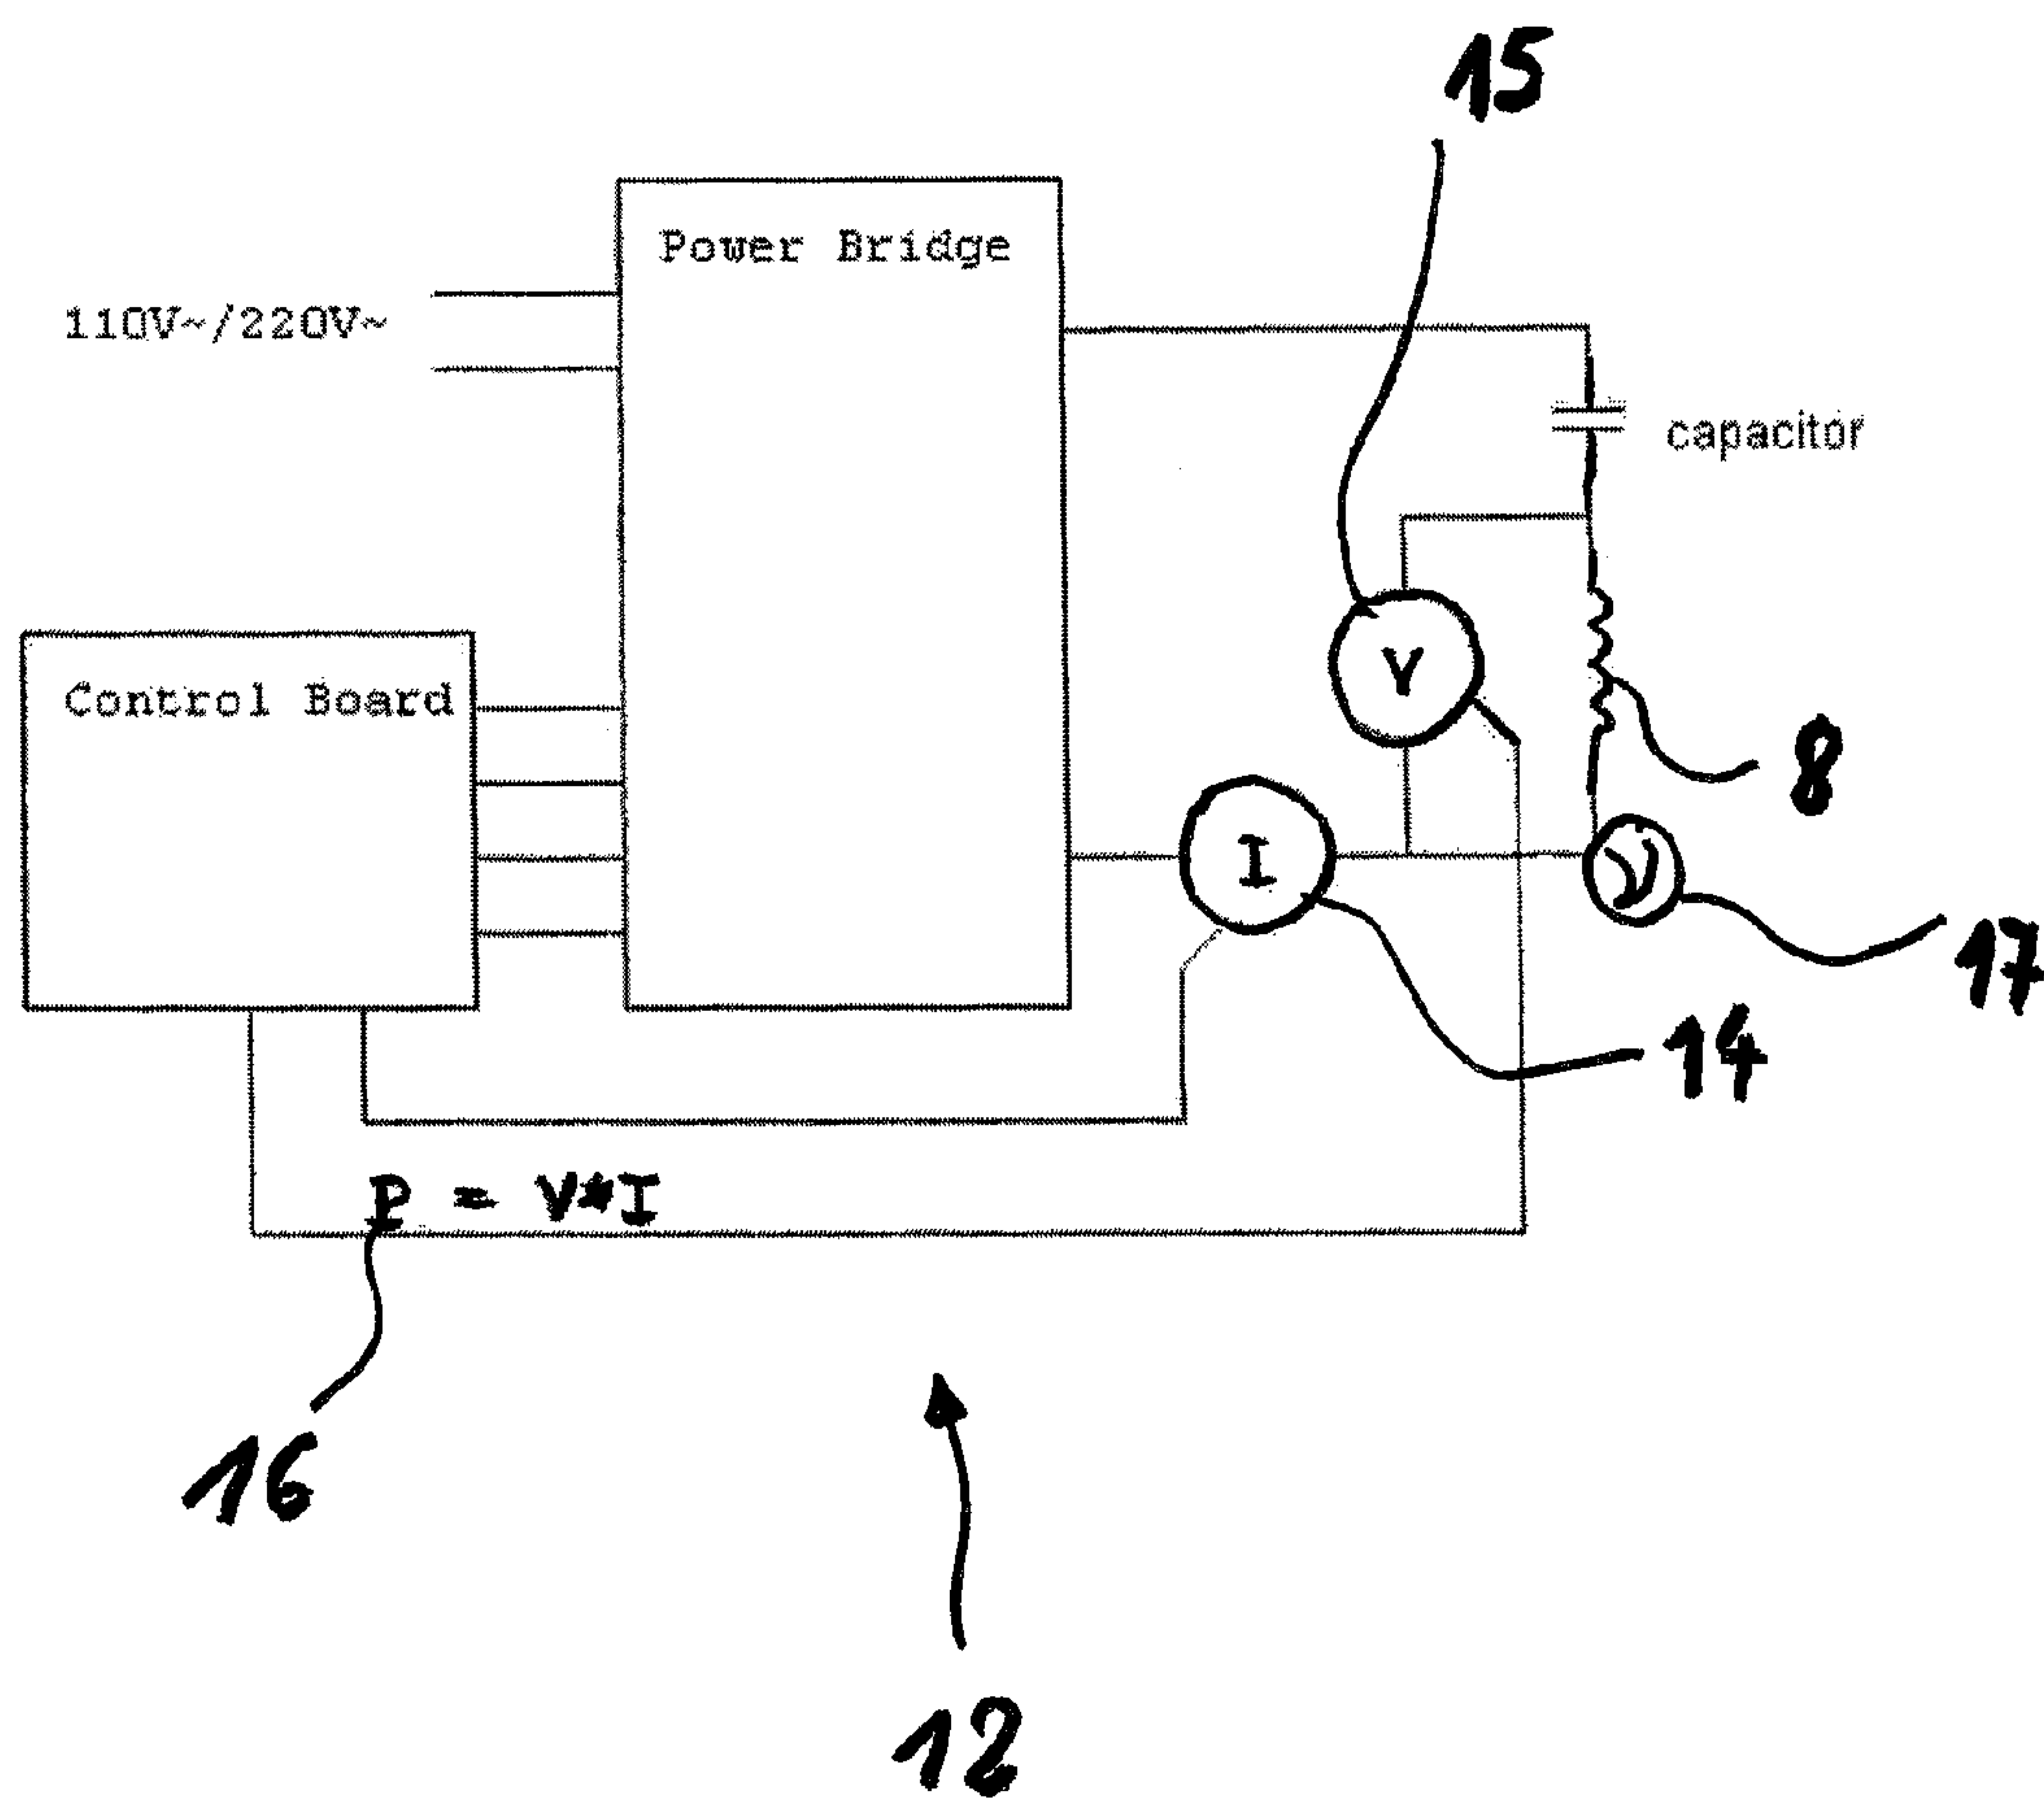 15
Power Bridge
110V~/220V~
capacitor
Control Board
V
8
I
17
14
P = V*I
16
12